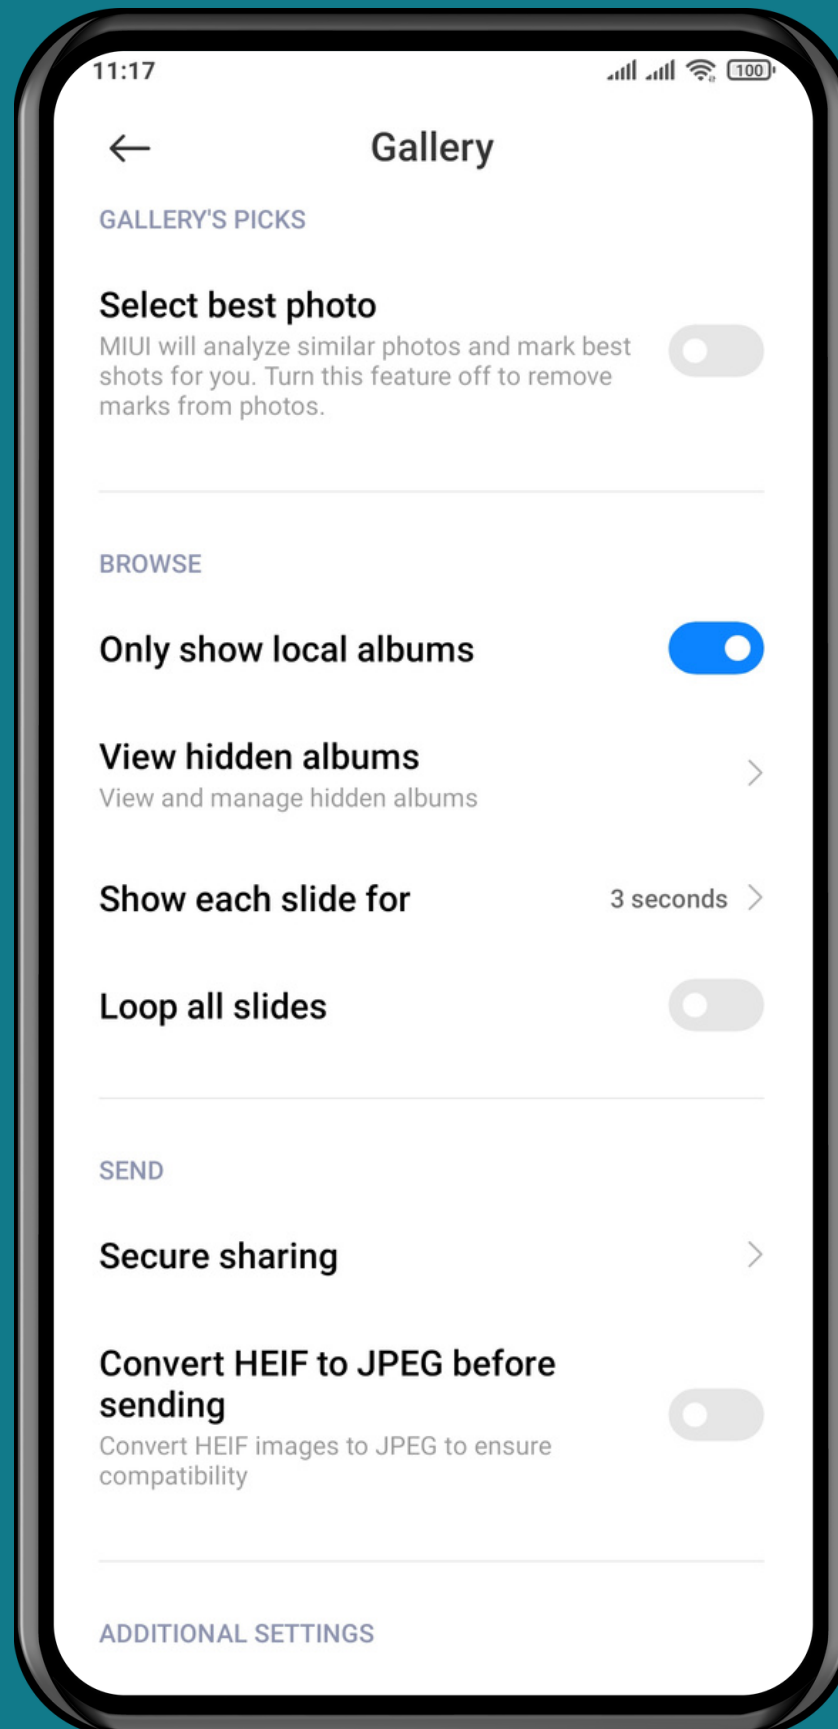 11:17
100
Gallery
GALLERY'S PICKS
Select best photo
MIUI will analyze similar photos and mark best
shots for you. Turn this feature off to remove
marks from photos.
BROWSE
Only show local albums
View hidden albums
View and manage hidden albums
Show each slide for
3 seconds
Loop all slides
SEND
Secure sharing
Convert HEIF to JPEG before
sending
Convert HEIF images to JPEG to ensure
compatibility
ADDITIONAL SETTINGS